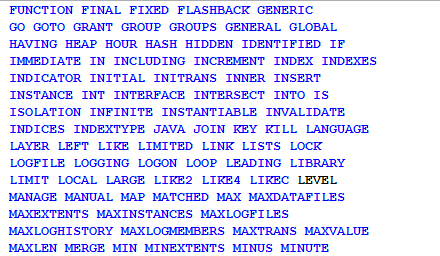 FUNCTION FINAL FIXED FLASHBACK GENERIC
GO GOTO GRANT GROUP GROUPS GENERAL GLOBAL
HAVING HEAP HOUR HASH HIDDEN IDENTIFIED IF
IMMEDIATE IN INCLUDING INCREMENT INDEX INDEXES
INDICATOR INITIAL INITRANS INNER INSERT
INSTANCE INT INTERFACE INTERSECT INTO IS
ISOLATION INFINITE INSTANTIABLE INVALIDATE
INDICES INDEXTYPE JAVA JOIN KEY KILL LANGUAGE
LAYER LEFT LIKE LIMITED LINK LISTS LOCK
LOGFILE LOGGING LOGON LOOP LEADING LIBRARY
LIMIT LOCAL LARGE LIKE2 LIKE4 LIKEC LEVEL
MANAGE MANUAL MAP MATCHED MAX MAXDATAFILES
MAXEXTENTS MAXINSTANCES MAXLOGFILES
MAXLOGHISTORY MAXLOGMEMBERS MAXTRANS MAXVALUE
MAXLEN MERGE MIN MINEXTENTS MINUS MINUTE